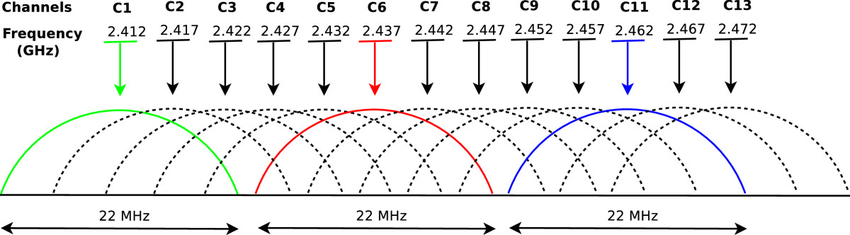 Channels C1 C2 C3 C4 C5 C6 C7 C8 C9 C10 C11 C12 C13
Frequency 2.412 2.417 2.422 2.427 2.432 2.437 2.442 2.447 2.452 2.457 2.462 2.467 2.472
(GHz)
22 MHz 22 MHz 22 MHz